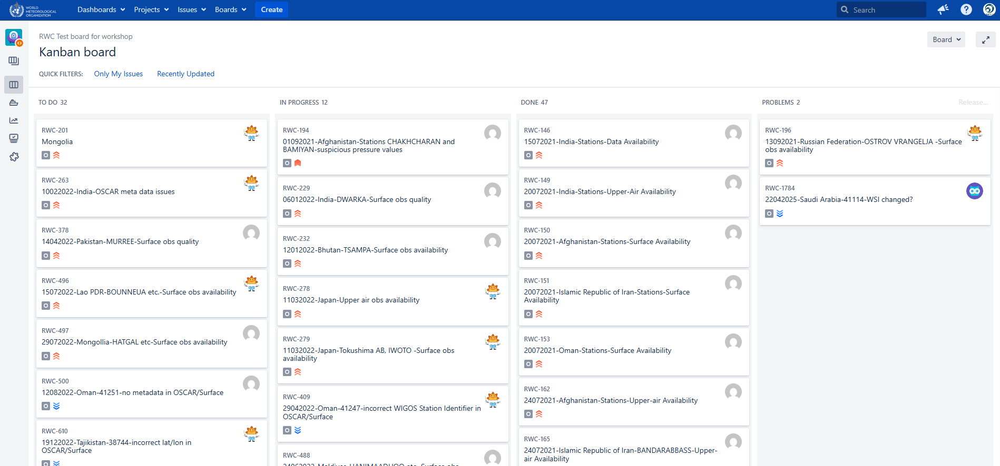 WORLD
METEOROLOGICAL
ORGANIZATION
Dashboards
Projects
Issues
Boards
Create
Search
RWC Test board for workshop
Kanban board
Board
QUICK FILTERS:
Only My Issues
Recently Updated
TO DO 32
RWC-201
Mongolia
RWC-263
10022022-India-OSCAR meta data issues
RWC-378
14042022-Pakistan-MURREE-Surface obs quality
RWC-496
15072022-Lao PDR-BOUNNEUA etc.-Surface obs availability
RWC-497
29072022-Mongollia-HATGAL etc-Surface obs availability
RWC-500
12082022-Oman-41251-no metadata in OSCAR/Surface
RWC-610
19122022-Tajikistan-38744-incorrect lat/lon in
OSCAR/Surface
IN PROGRESS 12
RWC-194
01092021-Afghanistan-Stations CHAKHCHARAN and
BAMIYAN-suspicious pressure values
RWC-229
06012022-India-DWARKA-Surface obs quality
RWC-232
12012022-Bhutan-TSAMPA-Surface obs availability
RWC-278
11032022-Japan-Upper air obs availability
RWC-279
11032022-Japan-Tokushima AB, IWOTO -Surface obs
availability
RWC-409
29042022-Oman-41247-incorrect WIGOS Station Identifier in
OSCAR/Surface
RWC-488
DONE 47
RWC-146
15072021-India-Stations-Data Availability
RWC-149
20072021-India-Stations-Upper-Air Availability
RWC-150
20072021-Afghanistan-Stations-Surface Availability
RWC-151
20072021-Islamic Republic of Iran-Stations-Surface
Availability
RWC-153
20072021-Oman-Stations-Surface Availability
RWC-162
24072021-Afghanistan-Stations-Upper-air Availability
RWC-165
24072021-Islamic Republic of Iran-BANDARABBASS-Upper-
air Availability
PROBLEMS 2
Release...
RWC-196
13092021-Russian Federation-OSTROV VRANGELJA -Surface
obs availability
RWC-1784
22042025-Saudi Arabia-41114-WSI changed?